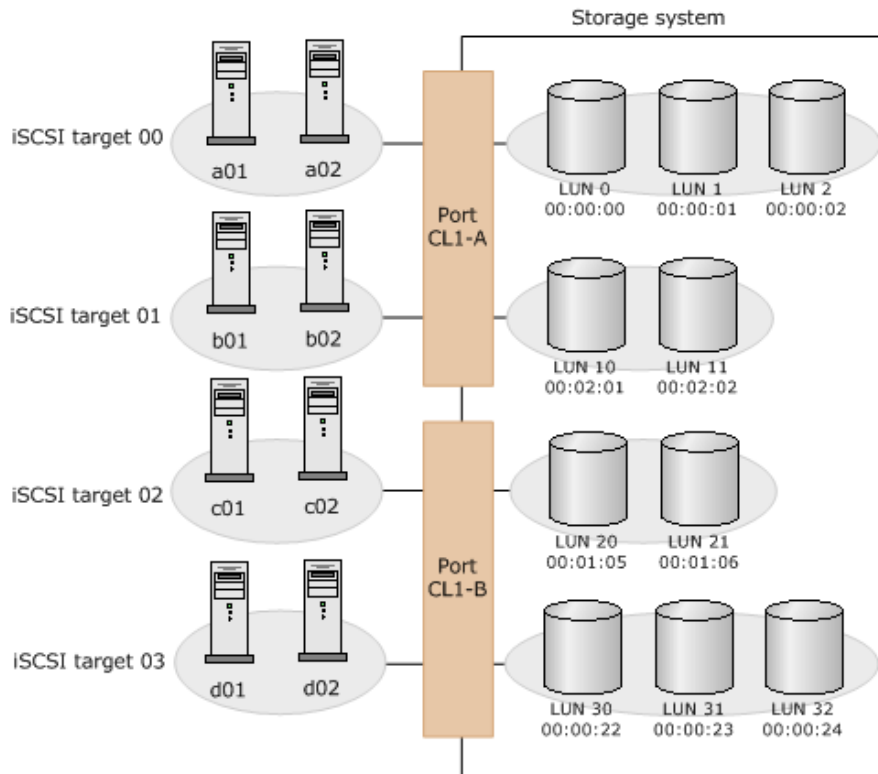 Storage system
iSCSI target 00
a01
a02
LUN 0
00:00:00
LUN 1
00:00:01
LUN 2
00:00:02
Port
CL1-A
iSCSI target 01
b01
b02
LUN 10
00:02:01
LUN 11
00:02:02
iSCSI target 02
c01
c02
LUN 20
00:01:05
LUN 21
00:01:06
Port
CL1-B
iSCSI target 03
d01
d02
LUN 30
00:00:22
LUN 31
00:00:23
LUN 32
00:00:24